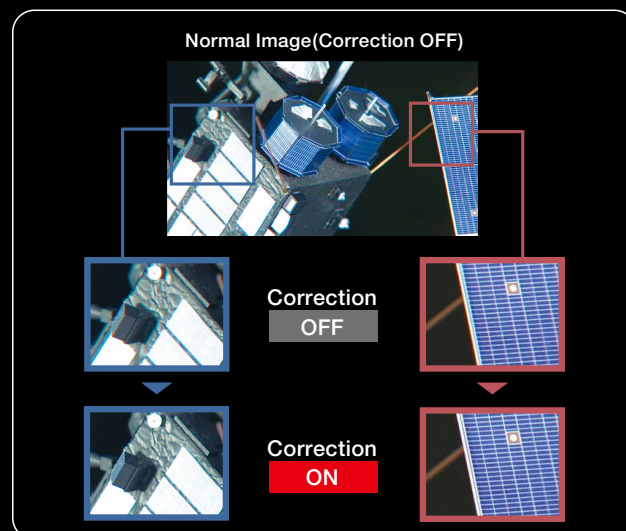 Normal Image(Correction OFF)
Correction
OFF
Correction
ON